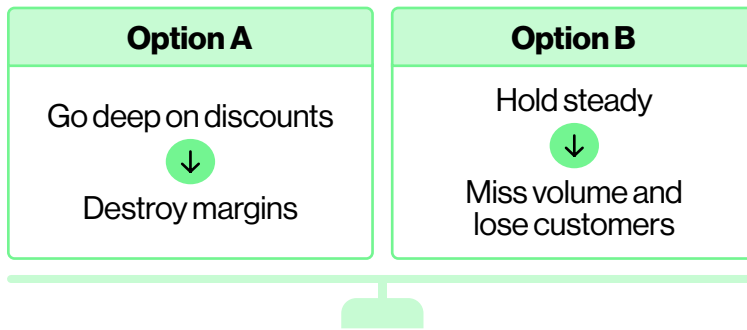 Option A
Go deep on discounts
↓
Destroy margins
Option B
Hold steady
↓
Miss volume and
lose customers